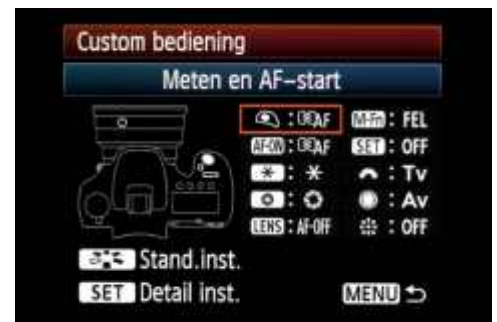 Custom bediening
Meten en AF-start
: AF M-Fn : FEL
AF-ON : AF SET : OFF
* : * : Tv
: : Av
LENS : AF-OFF : OFF
Stand.inst.
SET Detail inst. MENU